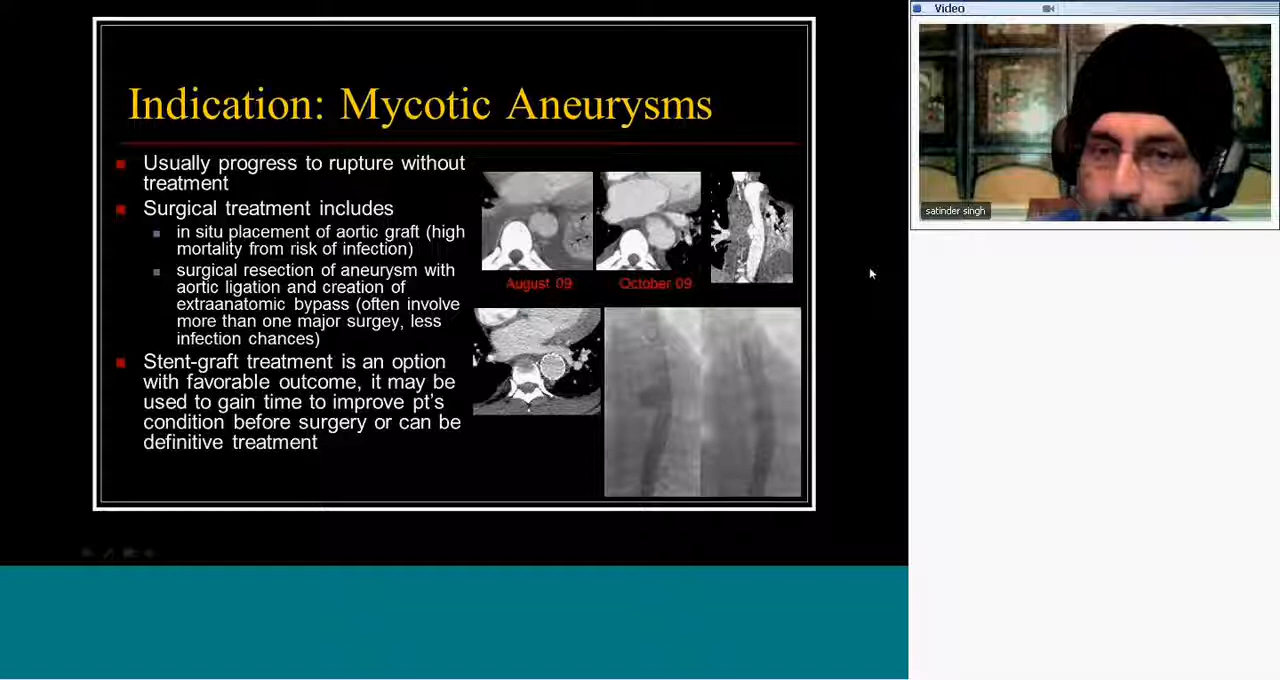 Video
Indication: Mycotic Aneurysms
Usually progress to rupture without
treatment
Surgical treatment includes
in situ placement of aortic graft (high
mortality from risk of infection)
surgical resection of aneurysm with
aortic ligation and creation of
extraanatomic bypass (often involve
more than one major surgey, less
infection chances)
Stent-graft treatment is an option
with favorable outcome, it may be
used to gain time to improve pt's
condition before surgery or can be
definitive treatment
August 09
October 09
satinder singh